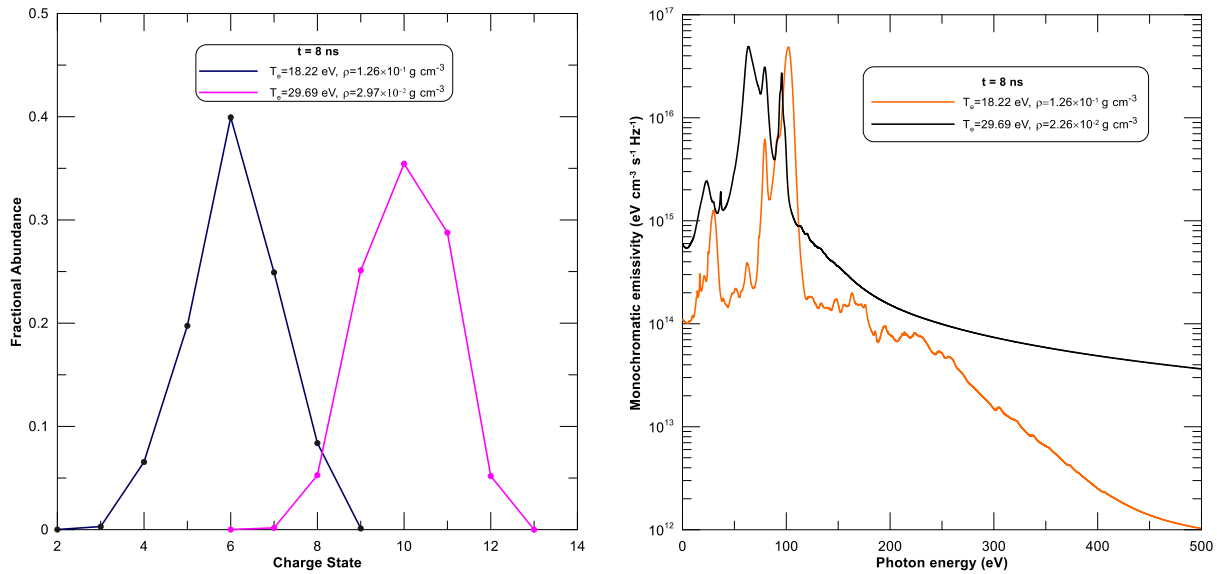 0.5
0.4
0.3
0.2
0.1
0
Fractional Abundance
t = 8 ns
Tₑ=18.22 eV, ρ=1.26×10⁻¹ g cm⁻³
Tₑ=29.69 eV, ρ=2.97×10⁻² g cm⁻³
2 4 6 8 10 12 14
Charge State
10¹⁷
10¹⁶
10¹⁵
10¹⁴
10¹³
10¹²
Monochromatic emissivity (eV cm⁻³ s⁻¹ Hz⁻¹)
t = 8 ns
Tₑ=18.22 eV, ρ=1.26×10⁻¹ g cm⁻³
Tₑ=29.69 eV, ρ=2.26×10⁻² g cm⁻³
0 100 200 300 400 500
Photon energy (eV)